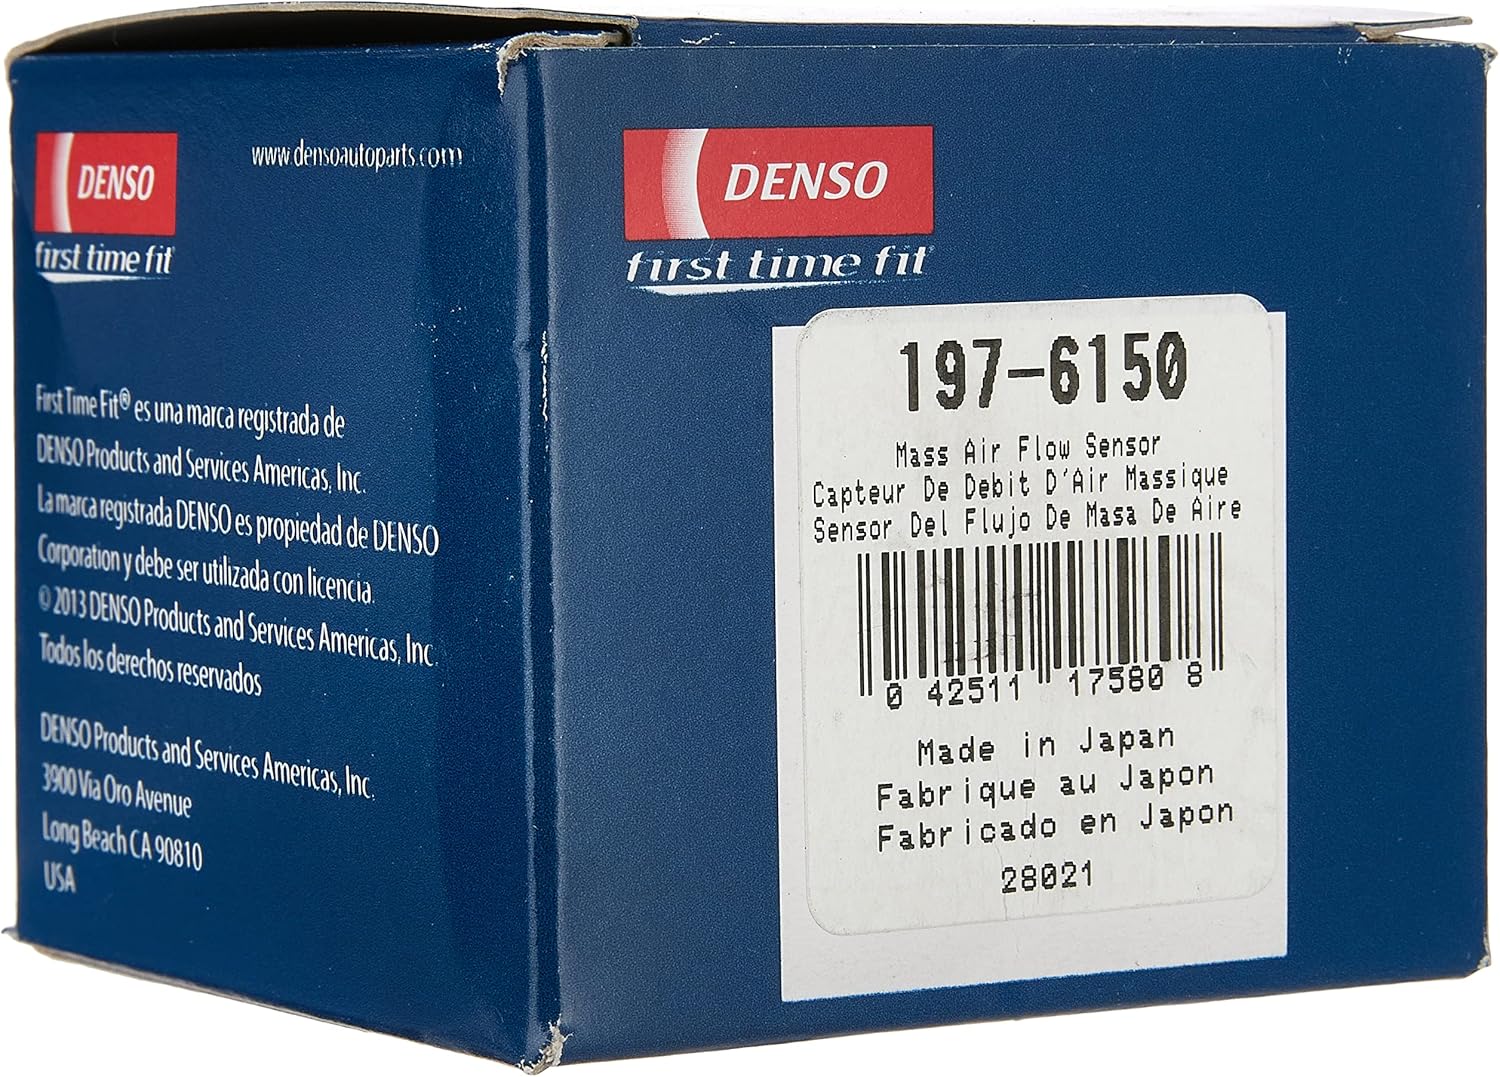 DENSO
first time fit
www.densoautoparts.com
First Time Fit® es una marca registrada de
DENSO Products and Services Americas, Inc.
La marca registrada DENSO es propiedad de DENSO
Corporation y debe ser utilizada con licencia.
© 2013 DENSO Products and Services Americas, Inc.
Todos los derechos reservados
DENSO Products and Services Americas, Inc.
3900 Via Oro Avenue
Long Beach CA 90810
USA
DENSO
first time fit
197-6150
Mass Air Flow Sensor
Capteur De Debit D'Air Massique
Sensor Del Flujo De Masa De Aire
0 42511 17580 8
Made in Japan
Fabrique au Japon
Fabricado en Japon
28021